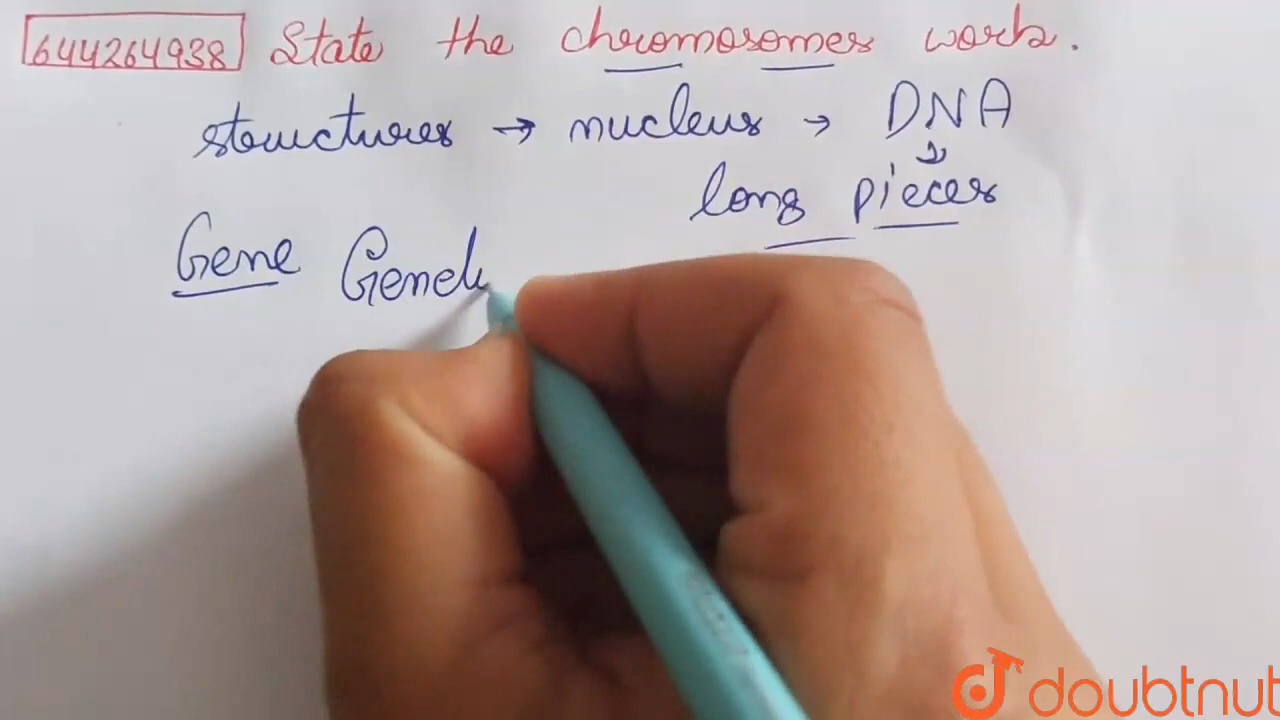 644264938 State the chromosomes work.
structures → nucleus → DNA
long pieces
Gene
doubtnut